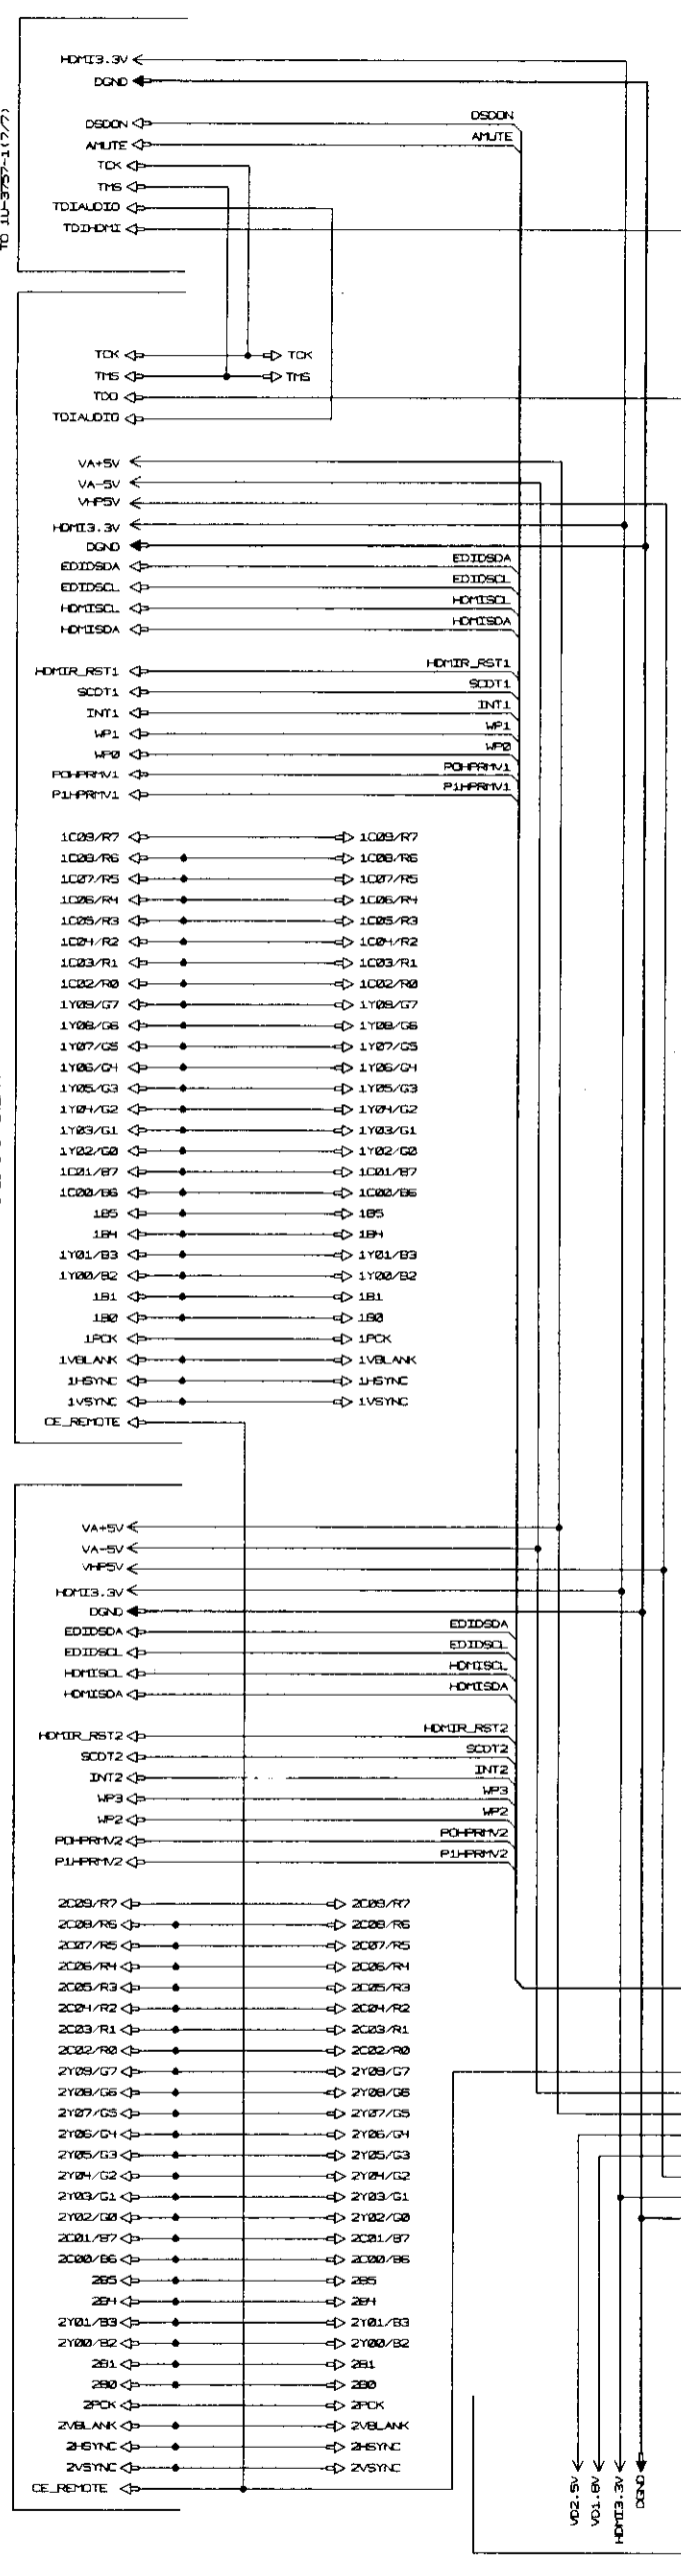 TO 1U-3757-1(7/7)
HDMI3.3V
DGND
DSDON DSDON
AMUTE AMUTE
TCK
TMS
TDIAUDIO
TDIHDMI
TCK TCK
TMS TMS
TDO
TDIAUDIO
VA+5V
VA-5V
VHP5V
HDMI3.3V
DGND
EDIDSDA EDIDSDA
EDIDSCL EDIDSCL
HDMISCL HDMISCL
HDMISDA HDMISDA
HDMIR_RST1 HDMIR_RST1
SCDT1 SCDT1
INT1 INT1
WP1 WP1
WP0 WP0
P0HPRMV1 P0HPRMV1
P1HPRMV1 P1HPRMV1
1C09/R7 1C09/R7
1C08/R6 1C08/R6
1C07/R5 1C07/R5
1C06/R4 1C06/R4
1C05/R3 1C05/R3
1C04/R2 1C04/R2
1C03/R1 1C03/R1
1C02/R0 1C02/R0
1Y09/G7 1Y09/G7
1Y08/G6 1Y08/G6
1Y07/G5 1Y07/G5
1Y06/G4 1Y06/G4
1Y05/G3 1Y05/G3
1Y04/G2 1Y04/G2
1Y03/G1 1Y03/G1
1Y02/G0 1Y02/G0
1C01/B7 1C01/B7
1C00/B6 1C00/B6
1B5 1B5
1B4 1B4
1Y01/B3 1Y01/B3
1Y00/B2 1Y00/B2
1B1 1B1
1B0 1B0
1PCK 1PCK
1VBLANK 1VBLANK
1HSYNC 1HSYNC
1VSYNC 1VSYNC
CE_REMOTE
VA+5V
VA-5V
VHP5V
HDMI3.3V
DGND
EDIDSDA EDIDSDA
EDIDSCL EDIDSCL
HDMISCL HDMISCL
HDMISDA HDMISDA
HDMIR_RST2 HDMIR_RST2
SCDT2 SCDT2
INT2 INT2
WP3 WP3
WP2 WP2
P0HPRMV2 P0HPRMV2
P1HPRMV2 P1HPRMV2
2C09/R7 2C09/R7
2C08/R6 2C08/R6
2C07/R5 2C07/R5
2C06/R4 2C06/R4
2C05/R3 2C05/R3
2C04/R2 2C04/R2
2C03/R1 2C03/R1
2C02/R0 2C02/R0
2Y09/G7 2Y09/G7
2Y08/G6 2Y08/G6
2Y07/G5 2Y07/G5
2Y06/G4 2Y06/G4
2Y05/G3 2Y05/G3
2Y04/G2 2Y04/G2
2Y03/G1 2Y03/G1
2Y02/G0 2Y02/G0
2C01/B7 2C01/B7
2C00/B6 2C00/B6
2B5 2B5
2B4 2B4
2Y01/B3 2Y01/B3
2Y00/B2 2Y00/B2
2B1 2B1
2B0 2B0
2PCK 2PCK
2VBLANK 2VBLANK
2HSYNC 2HSYNC
2VSYNC 2VSYNC
CE_REMOTE
VD2.5V
VD1.8V
HDMI3.3V
DGND